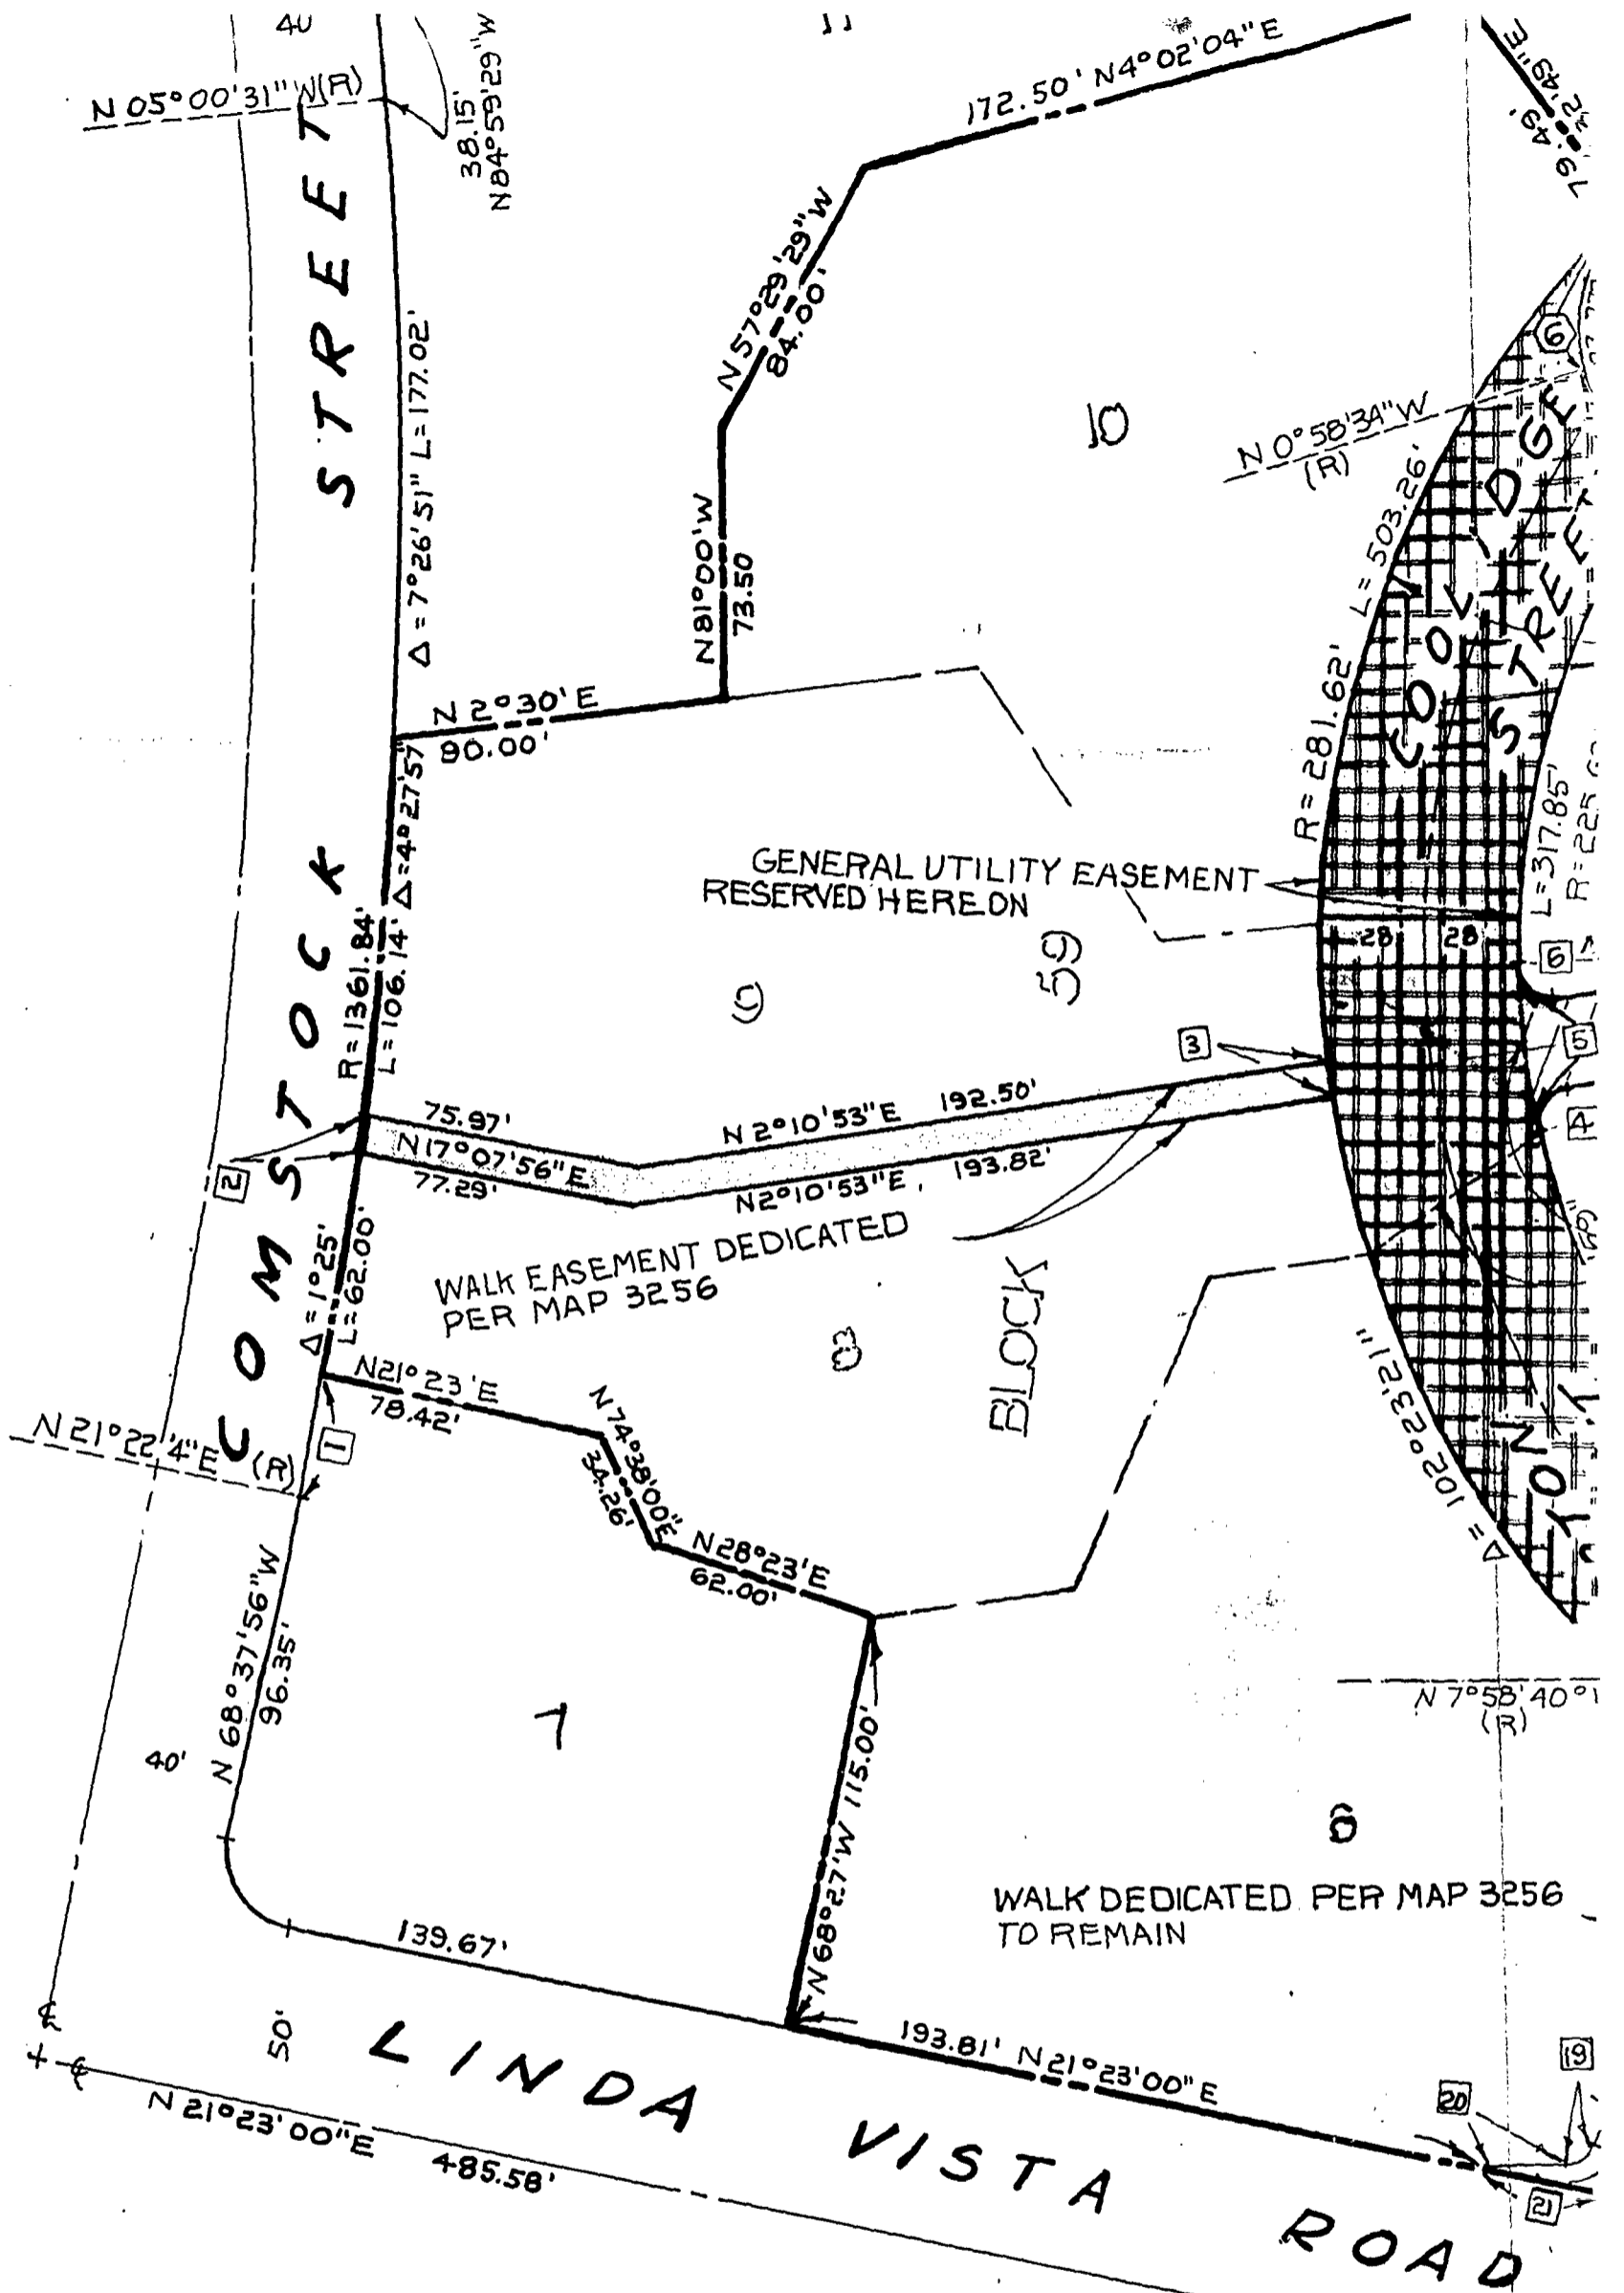 40
11
N 05°00'31" W(R)
38.15'
N84°59'29"W
172.50' N4°02'04"E
COMSTOCK STREET
Δ = 7°26'51" L=177.02'
N57°29'29"W
84.00'
N81°00'W
73.50
10
N 0°58'34"W
(R)
6
N 2°30'E
90.00'
R=1361.84' Δ=4°27'57"
L=106.14'
GENERAL UTILITY EASEMENT
RESERVED HEREON
R=281.62' L=503.26'
STREET
L=317.85'
28 28
6
5
4
3
59
BLOCK
2
75.97'
N17°07'56"E
77.29'
N 2°10'53"E 192.50'
N2°10'53"E, 193.82'
WALK EASEMENT DEDICATED
PER MAP 3256
Δ=1°25'
L=62.00'
8
N21°23'E
78.42'
N74°38'00"E
34.26'
N28°23'E
62.00'
1
(R)
Δ = 102°23'21"
N 68°37'56"W
96.35'
40'
7
N68°27'W 115.00'
(R)
6
WALK DEDICATED PER MAP 3256
TO REMAIN
139.67'
50'
LINDA VISTA ROAD
193.81' N21°23'00"E
N 21°23'00"E 485.58'
19
20
21